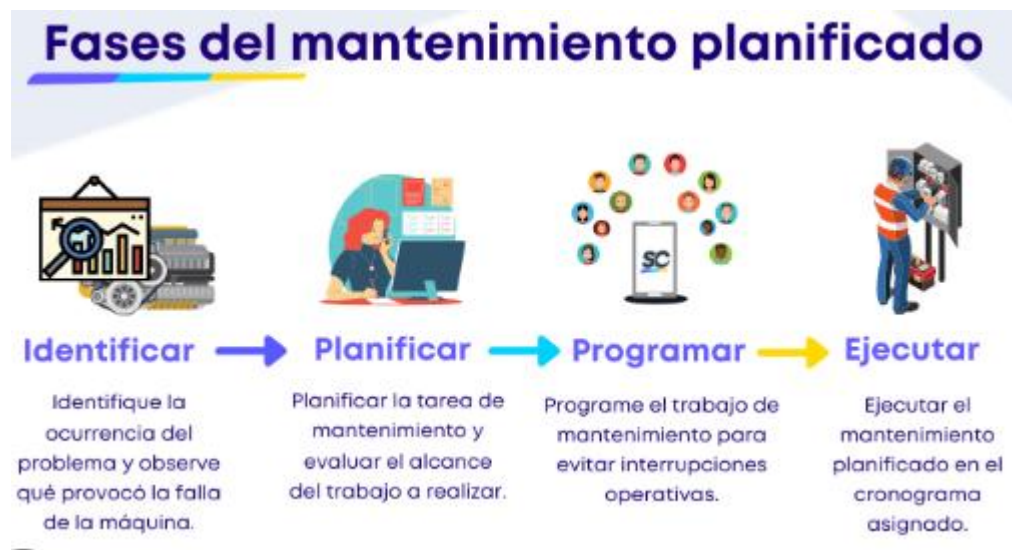 Fases del mantenimiento planificado
SC
Identificar
Identifique la
ocurrencia del
problema y observe
qué provocó la falla
de la máquina.
Planificar
Planificar la tarea de
mantenimiento y
evaluar el alcance
del trabajo a realizar.
Programar
Programe el trabajo de
mantenimiento para
evitar interrupciones
operativas.
Ejecutar
Ejecutar el
mantenimiento
planificado en el
cronograma
asignado.